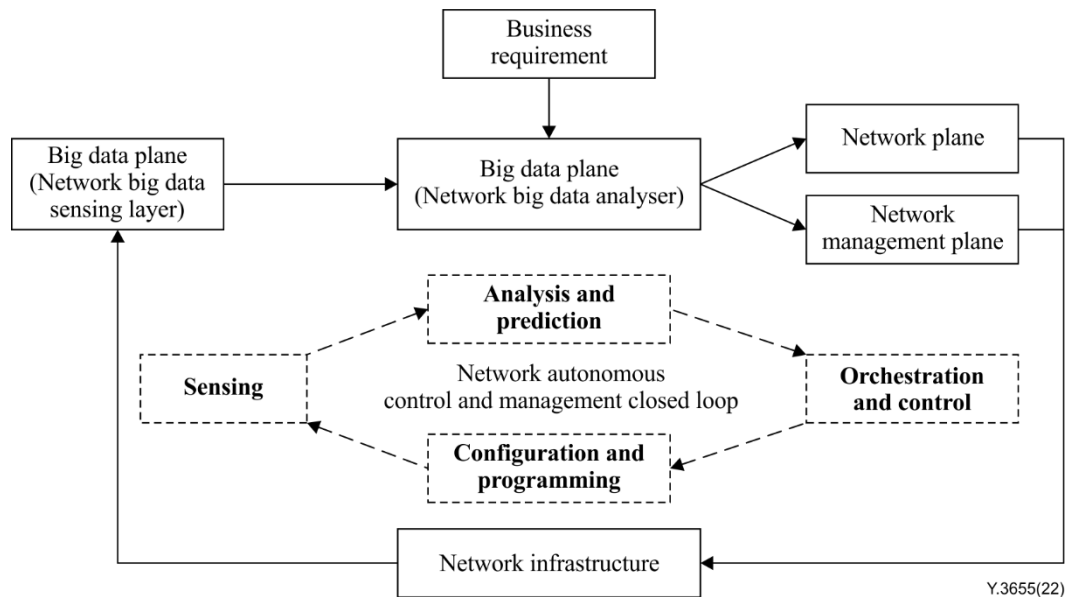 Business
requirement
Network plane
Big data plane
(Network big data
sensing layer)
Big data plane
(Network big data analyser)
Network
management plane
Analysis and
prediction
Sensing
Network autonomous
control and management closed loop
Orchestration
and control
Configuration and
programming
Network infrastructure
Y.3655(22)